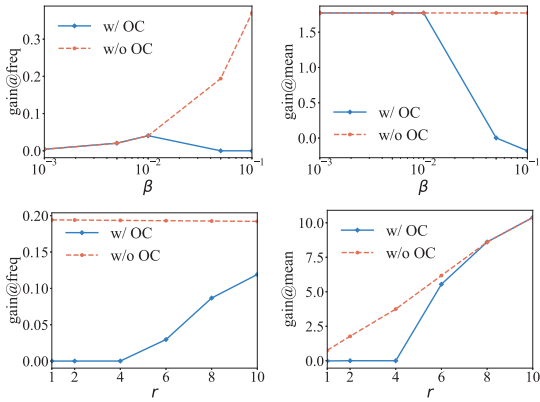 gain@freq
0.3
0.2
0.1
0.0
w/ OC
w/o OC
10⁻³
10⁻²
10⁻¹
β
gain@mean
1.5
1.0
0.5
0.0
w/ OC
w/o OC
10⁻³
10⁻²
10⁻¹
β
gain@freq
0.20
0.15
0.10
0.05
0.00
w/ OC
w/o OC
1 2 4 6 8 10
r
gain@mean
10.0
7.5
5.0
2.5
0.0
w/ OC
w/o OC
1 2 4 6 8 10
r